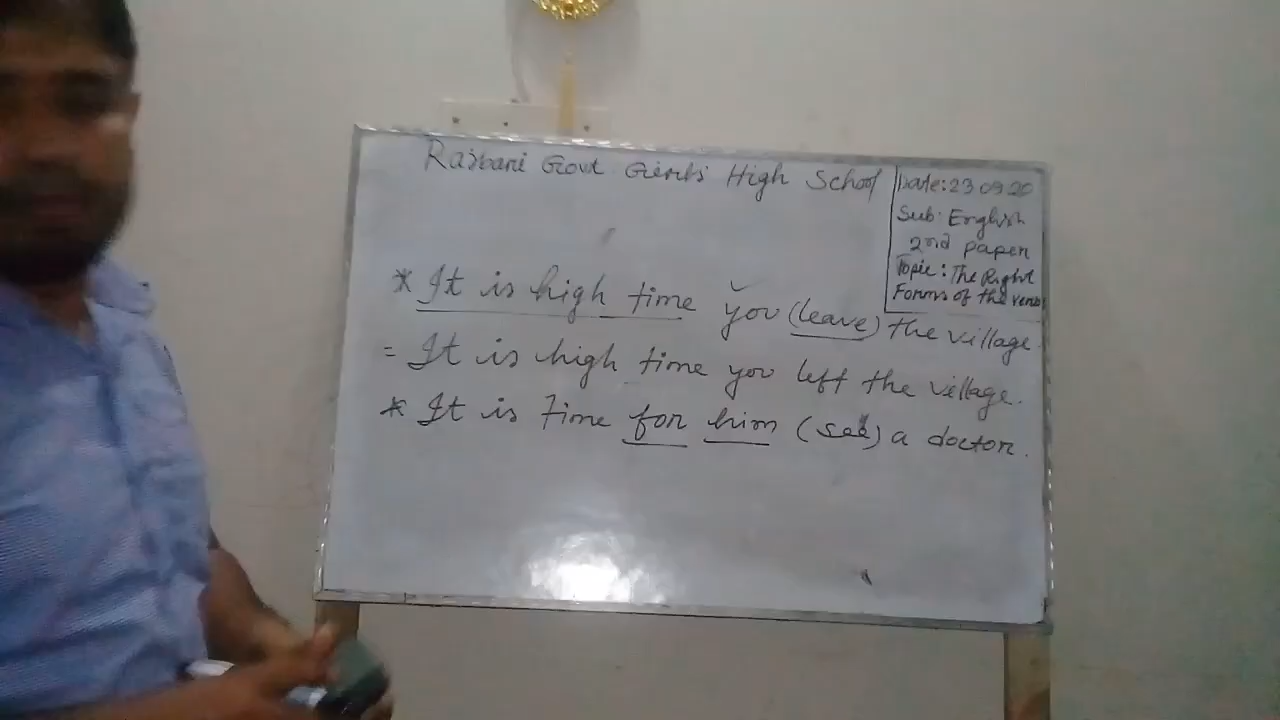 Rajbari Govt. Girls' High School
Date: 23.09.20
Sub: English
2nd paper
Topic: The Right
Forms of the verb
* It is high time you (leave) the village.
= It is high time you left the village.
* It is time for him (see) a doctor.